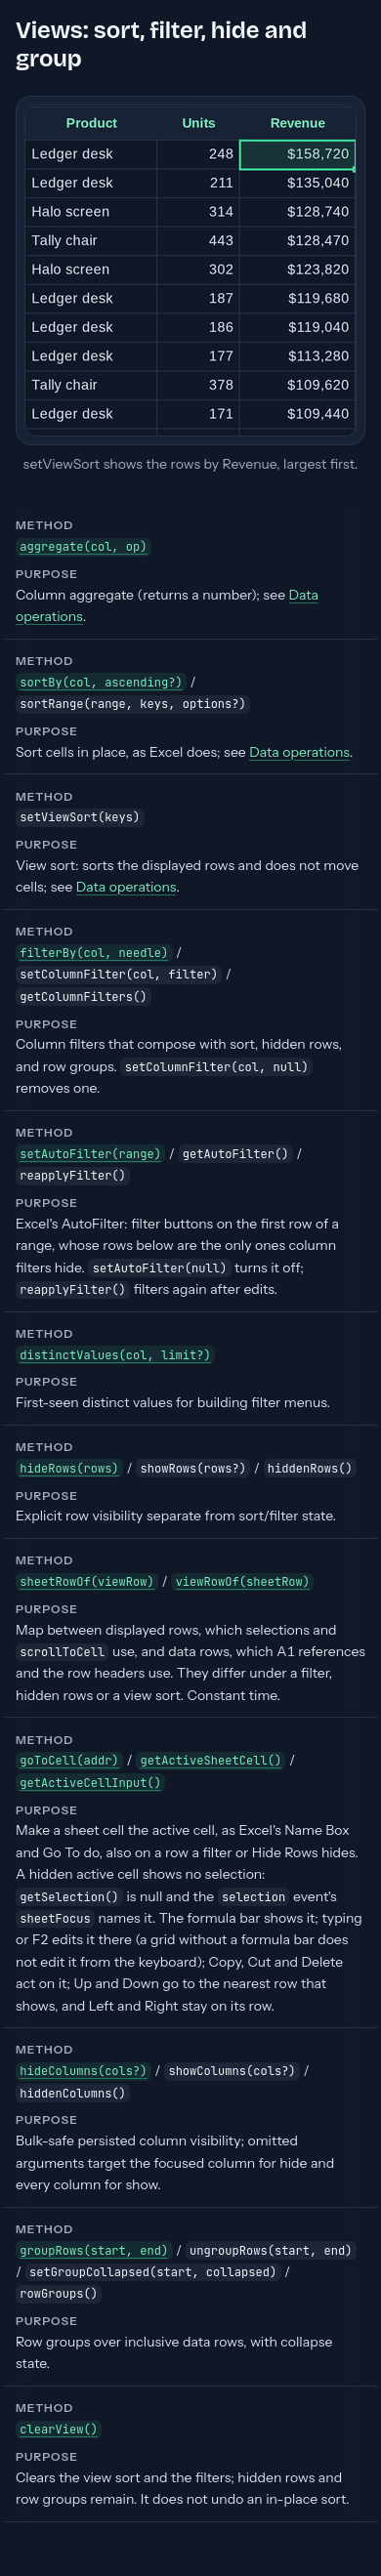 Views: sort, filter, hide and
group
Product Units Revenue
Ledger desk 248 $158,720
Ledger desk 211 $135,040
Halo screen 314 $128,740
Tally chair 443 $128,470
Halo screen 302 $123,820
Ledger desk 187 $119,680
Ledger desk 186 $119,040
Ledger desk 177 $113,280
Tally chair 378 $109,620
Ledger desk 171 $109,440
setViewSort shows the rows by Revenue, largest first.
METHOD
aggregate(col, op)
PURPOSE
Column aggregate (returns a number); see Data
operations.
METHOD
sortBy(col, ascending?) /
sortRange(range, keys, options?)
PURPOSE
Sort cells in place, as Excel does; see Data operations.
METHOD
setViewSort(keys)
PURPOSE
View sort: sorts the displayed rows and does not move
cells; see Data operations.
METHOD
filterBy(col, needle) /
setColumnFilter(col, filter) /
getColumnFilters()
PURPOSE
Column filters that compose with sort, hidden rows,
and row groups. setColumnFilter(col, null)
removes one.
METHOD
setAutoFilter(range) / getAutoFilter() /
reapplyFilter()
PURPOSE
Excel's AutoFilter: filter buttons on the first row of a
range, whose rows below are the only ones column
filters hide. setAutoFilter(null) turns it off;
reapplyFilter() filters again after edits.
METHOD
distinctValues(col, limit?)
PURPOSE
First-seen distinct values for building filter menus.
METHOD
hideRows(rows) / showRows(rows?) / hiddenRows()
PURPOSE
Explicit row visibility separate from sort/filter state.
METHOD
sheetRowOf(viewRow) / viewRowOf(sheetRow)
PURPOSE
Map between displayed rows, which selections and
scrollToCell use, and data rows, which A1 references
and the row headers use. They differ under a filter,
hidden rows or a view sort. Constant time.
METHOD
goToCell(addr) / getActiveSheetCell() /
getActiveCellInput()
PURPOSE
Make a sheet cell the active cell, as Excel's Name Box
and Go To do, also on a row a filter or Hide Rows hides.
A hidden active cell shows no selection:
getSelection() is null and the selection event's
sheetFocus names it. The formula bar shows it; typing
or F2 edits it there (a grid without a formula bar does
not edit it from the keyboard); Copy, Cut and Delete
act on it; Up and Down go to the nearest row that
shows, and Left and Right stay on its row.
METHOD
hideColumns(cols?) / showColumns(cols?) /
hiddenColumns()
PURPOSE
Bulk-safe persisted column visibility; omitted
arguments target the focused column for hide and
every column for show.
METHOD
groupRows(start, end) / ungroupRows(start, end)
/ setGroupCollapsed(start, collapsed) /
rowGroups()
PURPOSE
Row groups over inclusive data rows, with collapse
state.
METHOD
clearView()
PURPOSE
Clears the view sort and the filters; hidden rows and
row groups remain. It does not undo an in-place sort.